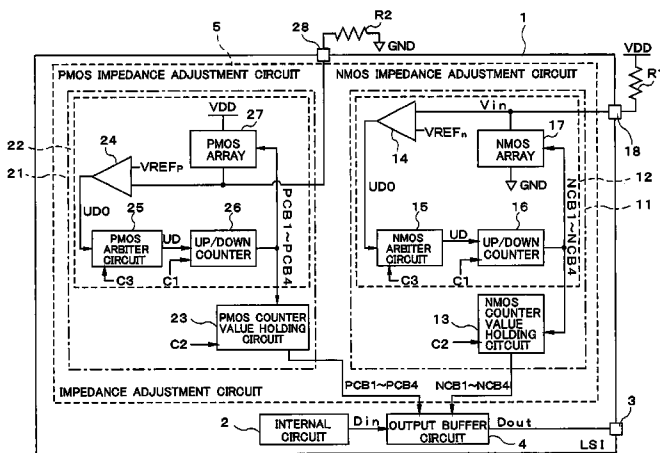 28
R2
GND
1
5
VDD
R1
PMOS IMPEDANCE ADJUSTMENT CIRCUIT
NMOS IMPEDANCE ADJUSTMENT CIRCUIT
VDD
27
Vin
18
22
24
VREFP
PMOS ARRAY
14
VREFn
17
NMOS ARRAY
GND
21
12
11
UDO
25
26
PCB1~PCB4
UDO
15
16
NCB1~NCB4
PMOS ARBITER CIRCUIT
UD
UP/DOWN COUNTER
NMOS ARBITER CIRCUIT
UD
UP/DOWN COUNTER
C3
C1
C3
C1
23
PMOS COUNTER VALUE HOLDING CIRCUIT
C2
13
NMOS COUNTER VALUE HOLDING CITCUIT
C2
IMPEDANCE ADJUSTMENT CIRCUIT
PCB1~PCB4
NCB1~NCB4
2
INTERNAL CIRCUIT
Din
OUTPUT BUFFER CIRCUIT
Dout
3
4
LSI